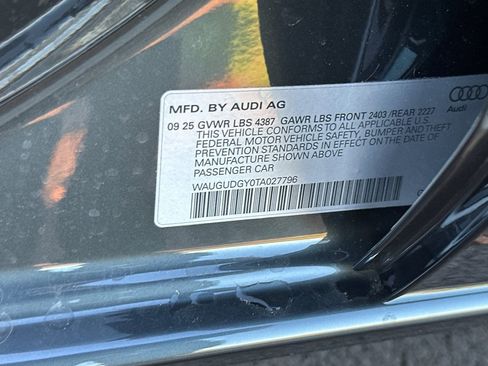 MFD. BY AUDI AG
09 25 GVWR LBS 4387 GAWR LBS FRONT 2403 /REAR 2227
THIS VEHICLE CONFORMS TO ALL APPLICABLE U.S.
FEDERAL MOTOR VEHICLE SAFETY, BUMPER AND THEFT
PREVENTION STANDARDS IN EFFECT ON THE DATE OF
MANUFACTURE SHOWN ABOVE
PASSENGER CAR
WAUGUDGY0TA027796
Audi